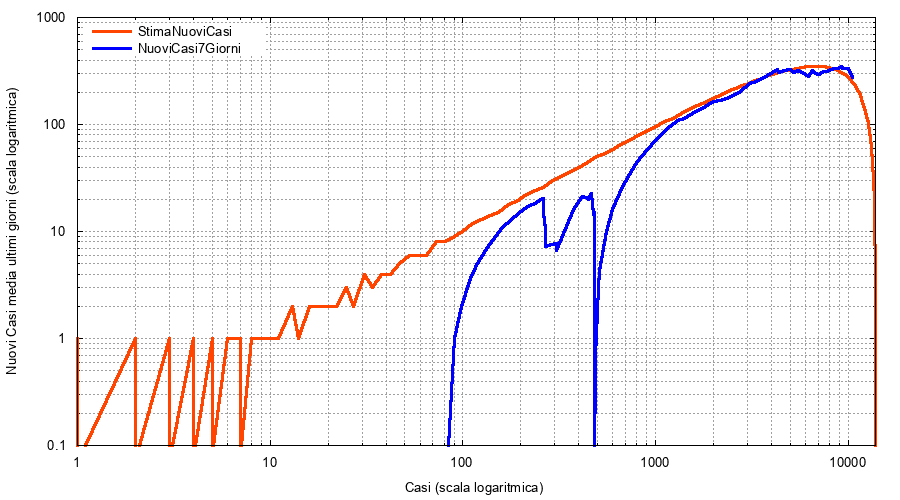 1000
StimaNuoviCasi
NuoviCasi7Giorni
100
10
1
0.1
Nuovi Casi media ultimi giorni (scala logaritmica)
1 10 100 1000 10000
Casi (scala logaritmica)